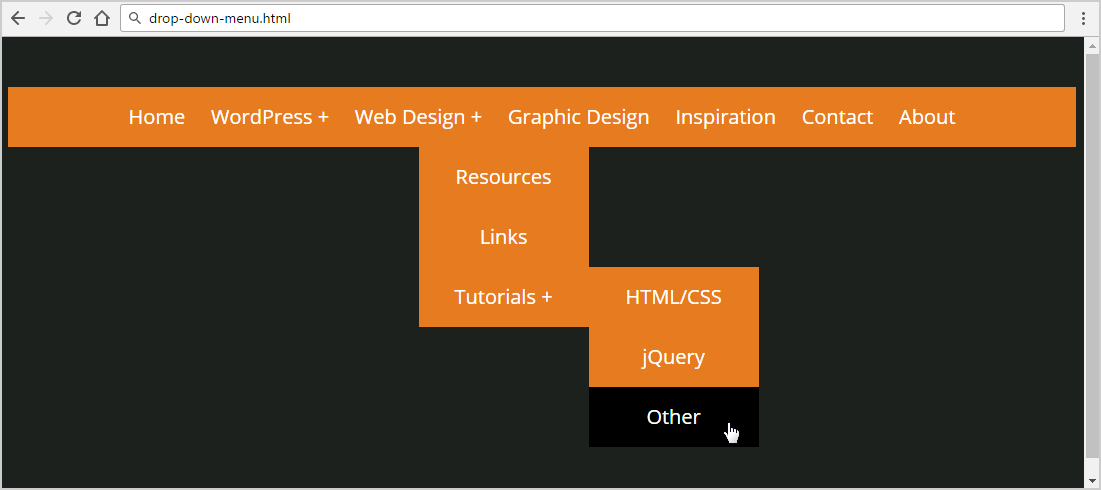 drop-down-menu.html
Home WordPress + Web Design + Graphic Design Inspiration Contact About
Resources
Links
Tutorials + HTML/CSS
jQuery
Other